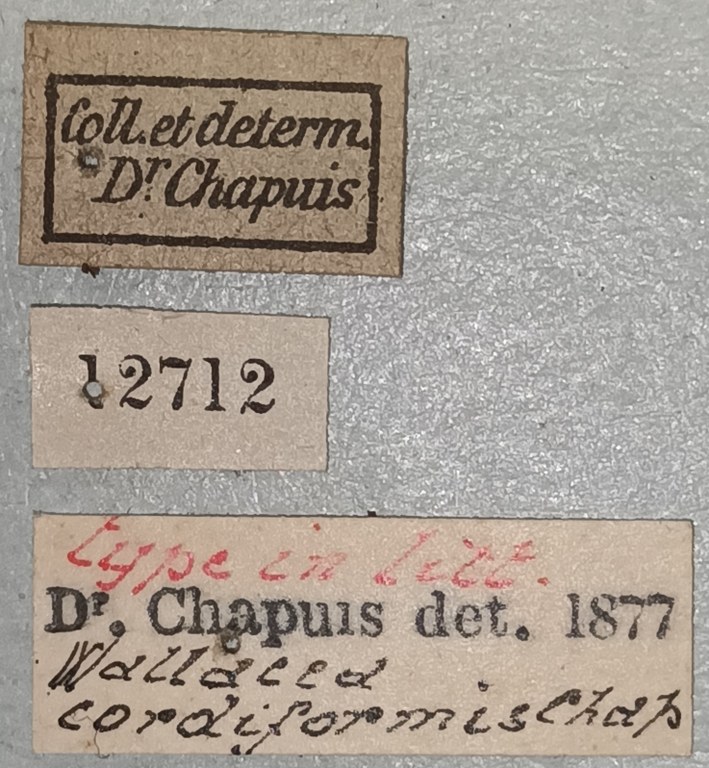 Coll. et determ.
Dr Chapuis
12712
type in litt.
Dr. Chapuis det. 1877
Wallacea
cordiformis Chap